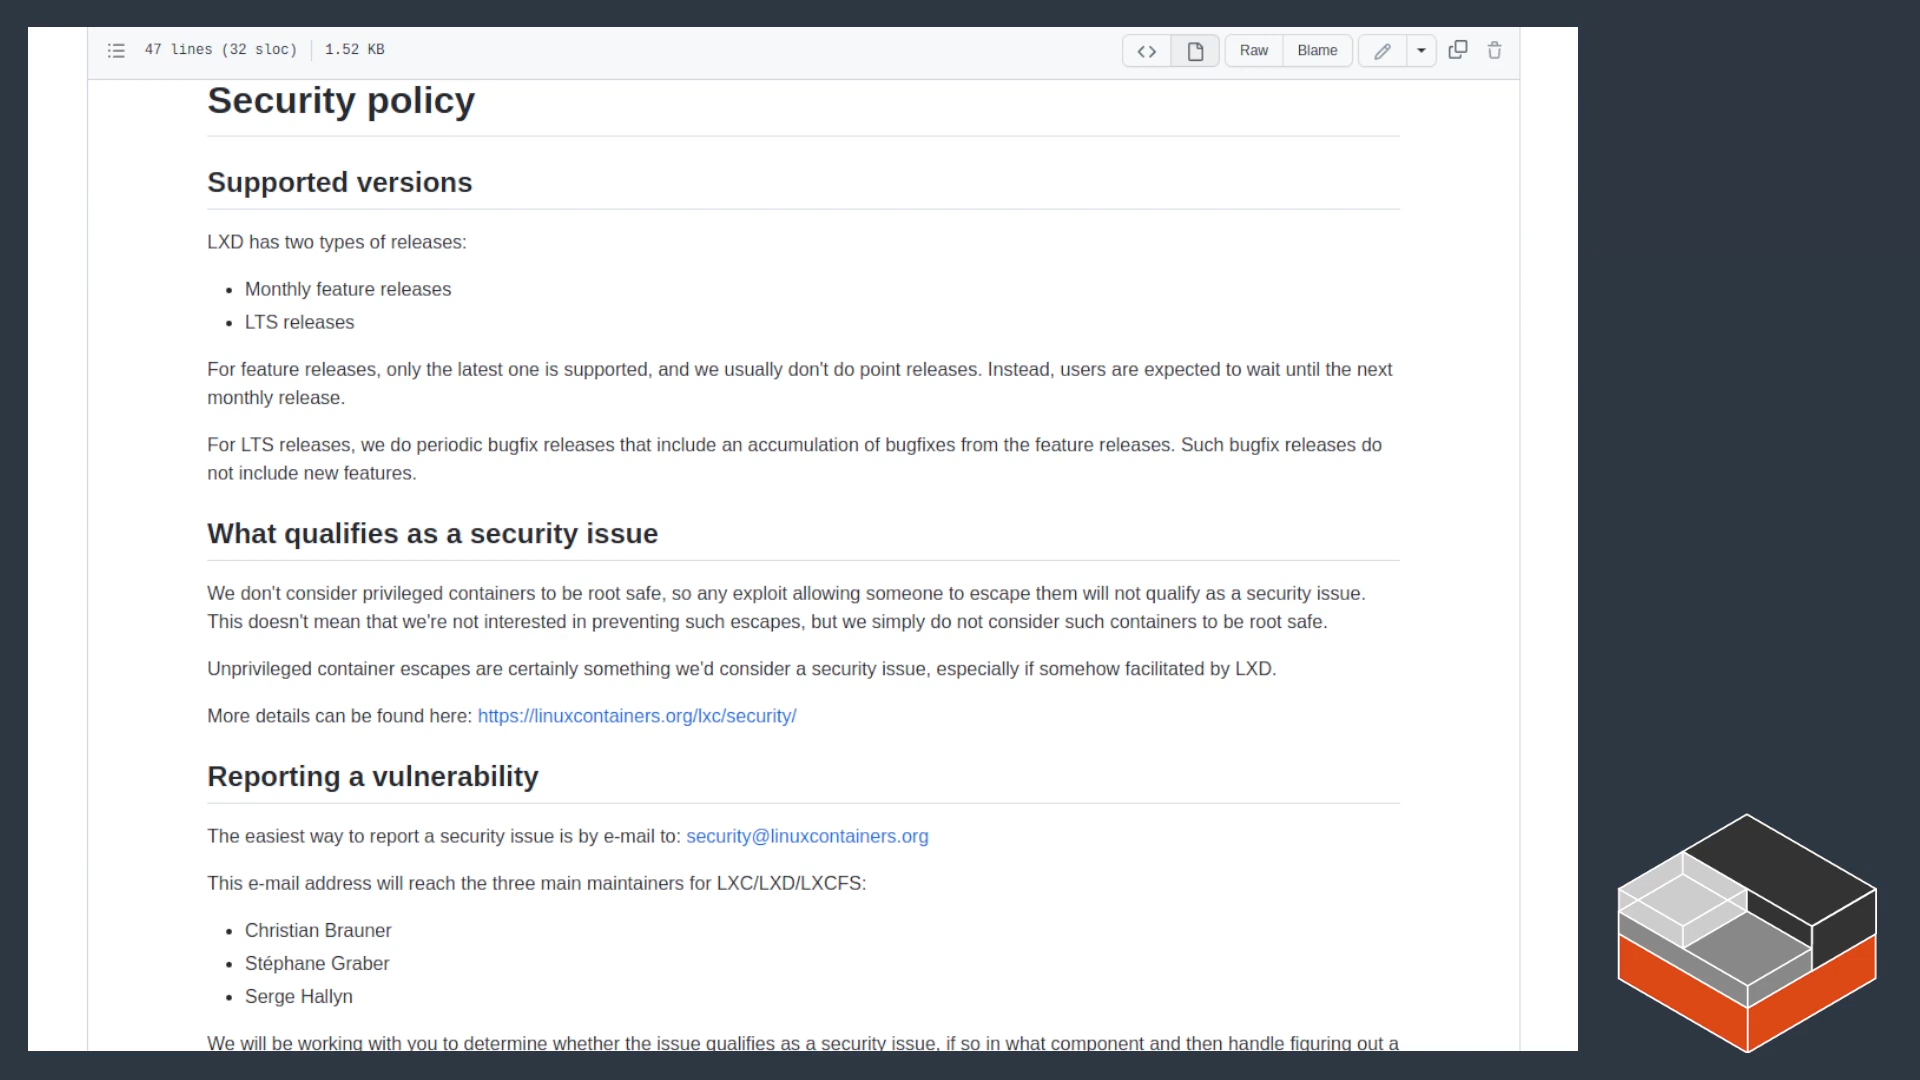 47 lines (32 sloc) 1.52 KB Raw Blame
Security policy
Supported versions
LXD has two types of releases:
Monthly feature releases
LTS releases
For feature releases, only the latest one is supported, and we usually don't do point releases. Instead, users are expected to wait until the next
monthly release.
For LTS releases, we do periodic bugfix releases that include an accumulation of bugfixes from the feature releases. Such bugfix releases do
not include new features.
What qualifies as a security issue
We don't consider privileged containers to be root safe, so any exploit allowing someone to escape them will not qualify as a security issue.
This doesn't mean that we're not interested in preventing such escapes, but we simply do not consider such containers to be root safe.
Unprivileged container escapes are certainly something we'd consider a security issue, especially if somehow facilitated by LXD.
More details can be found here: https://linuxcontainers.org/lxc/security/
Reporting a vulnerability
The easiest way to report a security issue is by e-mail to: security@linuxcontainers.org
This e-mail address will reach the three main maintainers for LXC/LXD/LXCFS:
Christian Brauner
Stéphane Graber
Serge Hallyn
We will be working with you to determine whether the issue qualifies as a security issue, if so in what component and then handle figuring out a